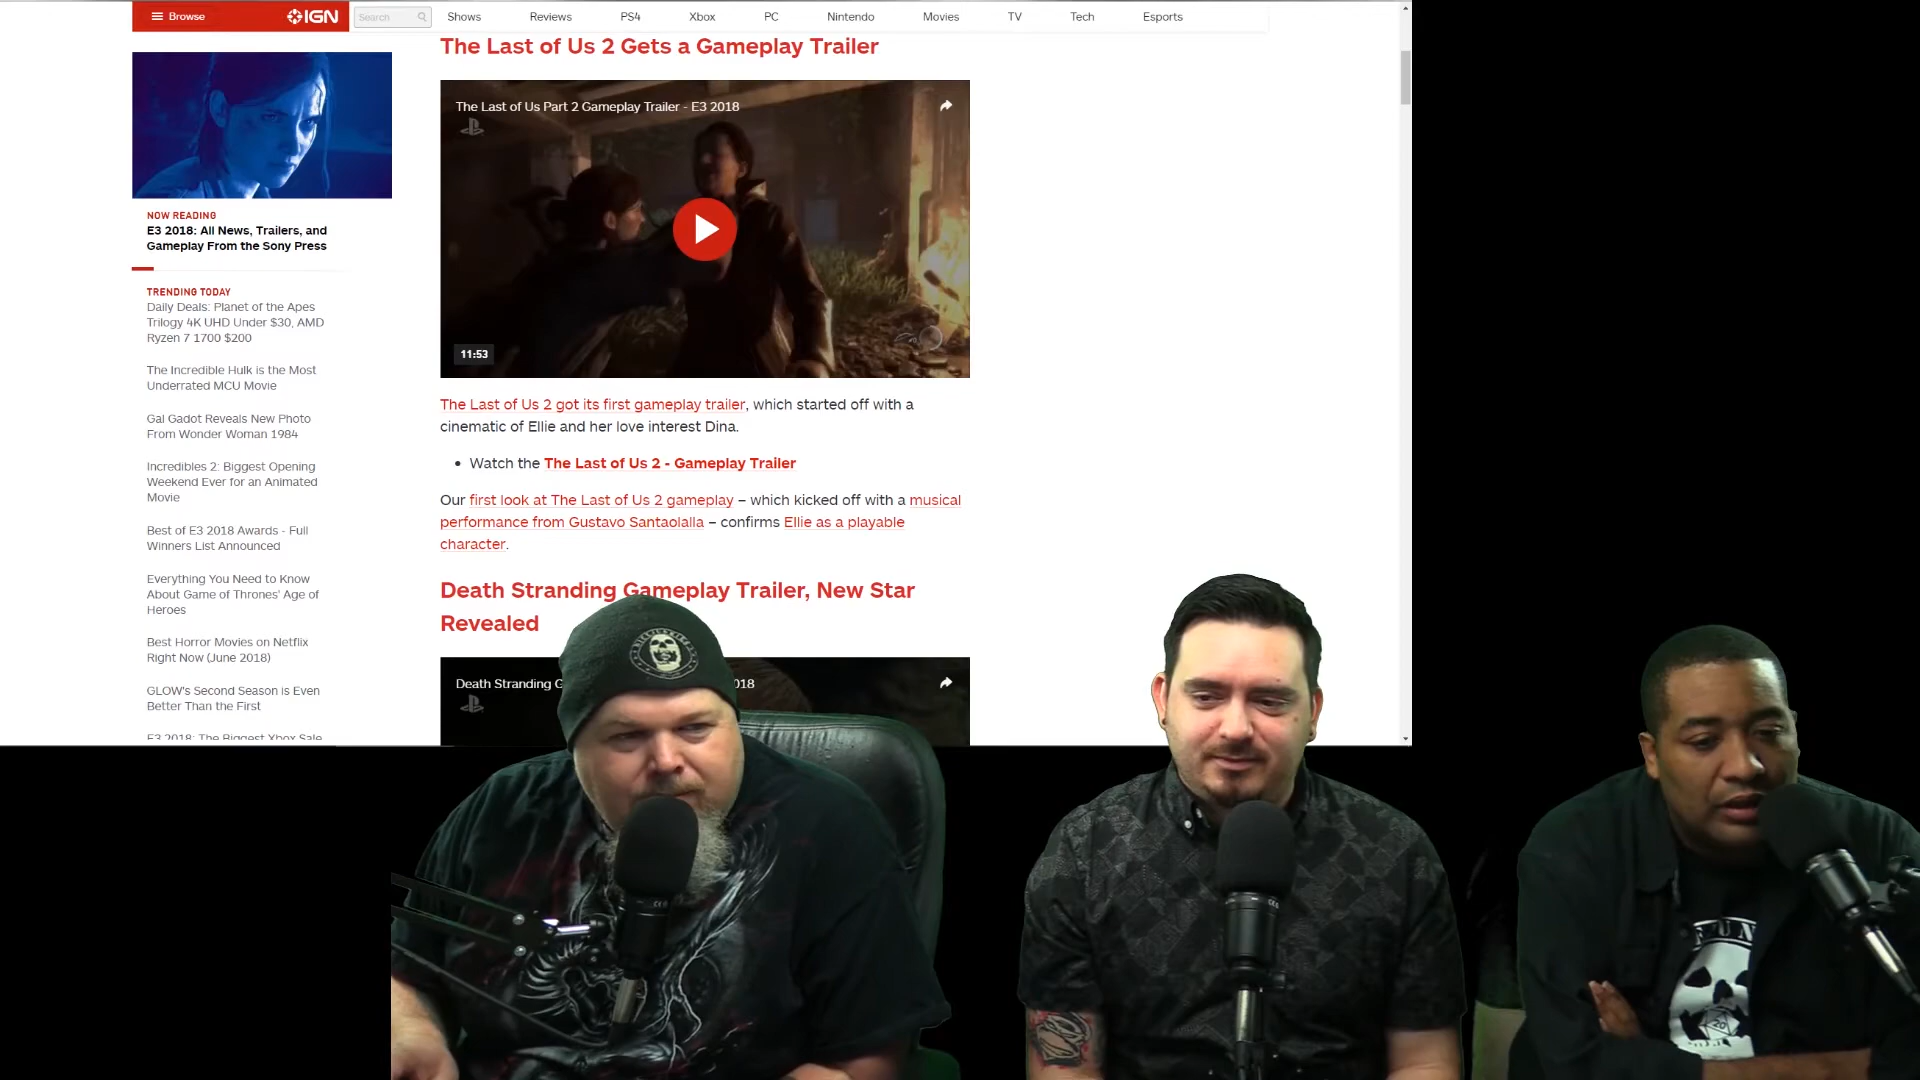 Browse
IGN
Search
Shows
Reviews
PS4
Xbox
PC
Nintendo
Movies
TV
Tech
Esports
NOW READING
E3 2018: All News, Trailers, and
Gameplay From the Sony Press
TRENDING TODAY
Daily Deals: Planet of the Apes
Trilogy 4K UHD Under $30, AMD
Ryzen 7 1700 $200
The Incredible Hulk is the Most
Underrated MCU Movie
Gal Gadot Reveals New Photo
From Wonder Woman 1984
Incredibles 2: Biggest Opening
Weekend Ever for an Animated
Movie
Best of E3 2018 Awards - Full
Winners List Announced
Everything You Need to Know
About Game of Thrones' Age of
Heroes
Best Horror Movies on Netflix
Right Now (June 2018)
GLOW's Second Season is Even
Better Than the First
E3 2018: The Biggest Xbox Sale
The Last of Us 2 Gets a Gameplay Trailer
The Last of Us Part 2 Gameplay Trailer - E3 2018
11:53
The Last of Us 2 got its first gameplay trailer, which started off with a
cinematic of Ellie and her love interest Dina.
• Watch the The Last of Us 2 - Gameplay Trailer
Our first look at The Last of Us 2 gameplay – which kicked off with a musical
performance from Gustavo Santaolalla – confirms Ellie as a playable
character.
Death Stranding Gameplay Trailer, New Star
Revealed
Death Stranding G 018
FUN
20